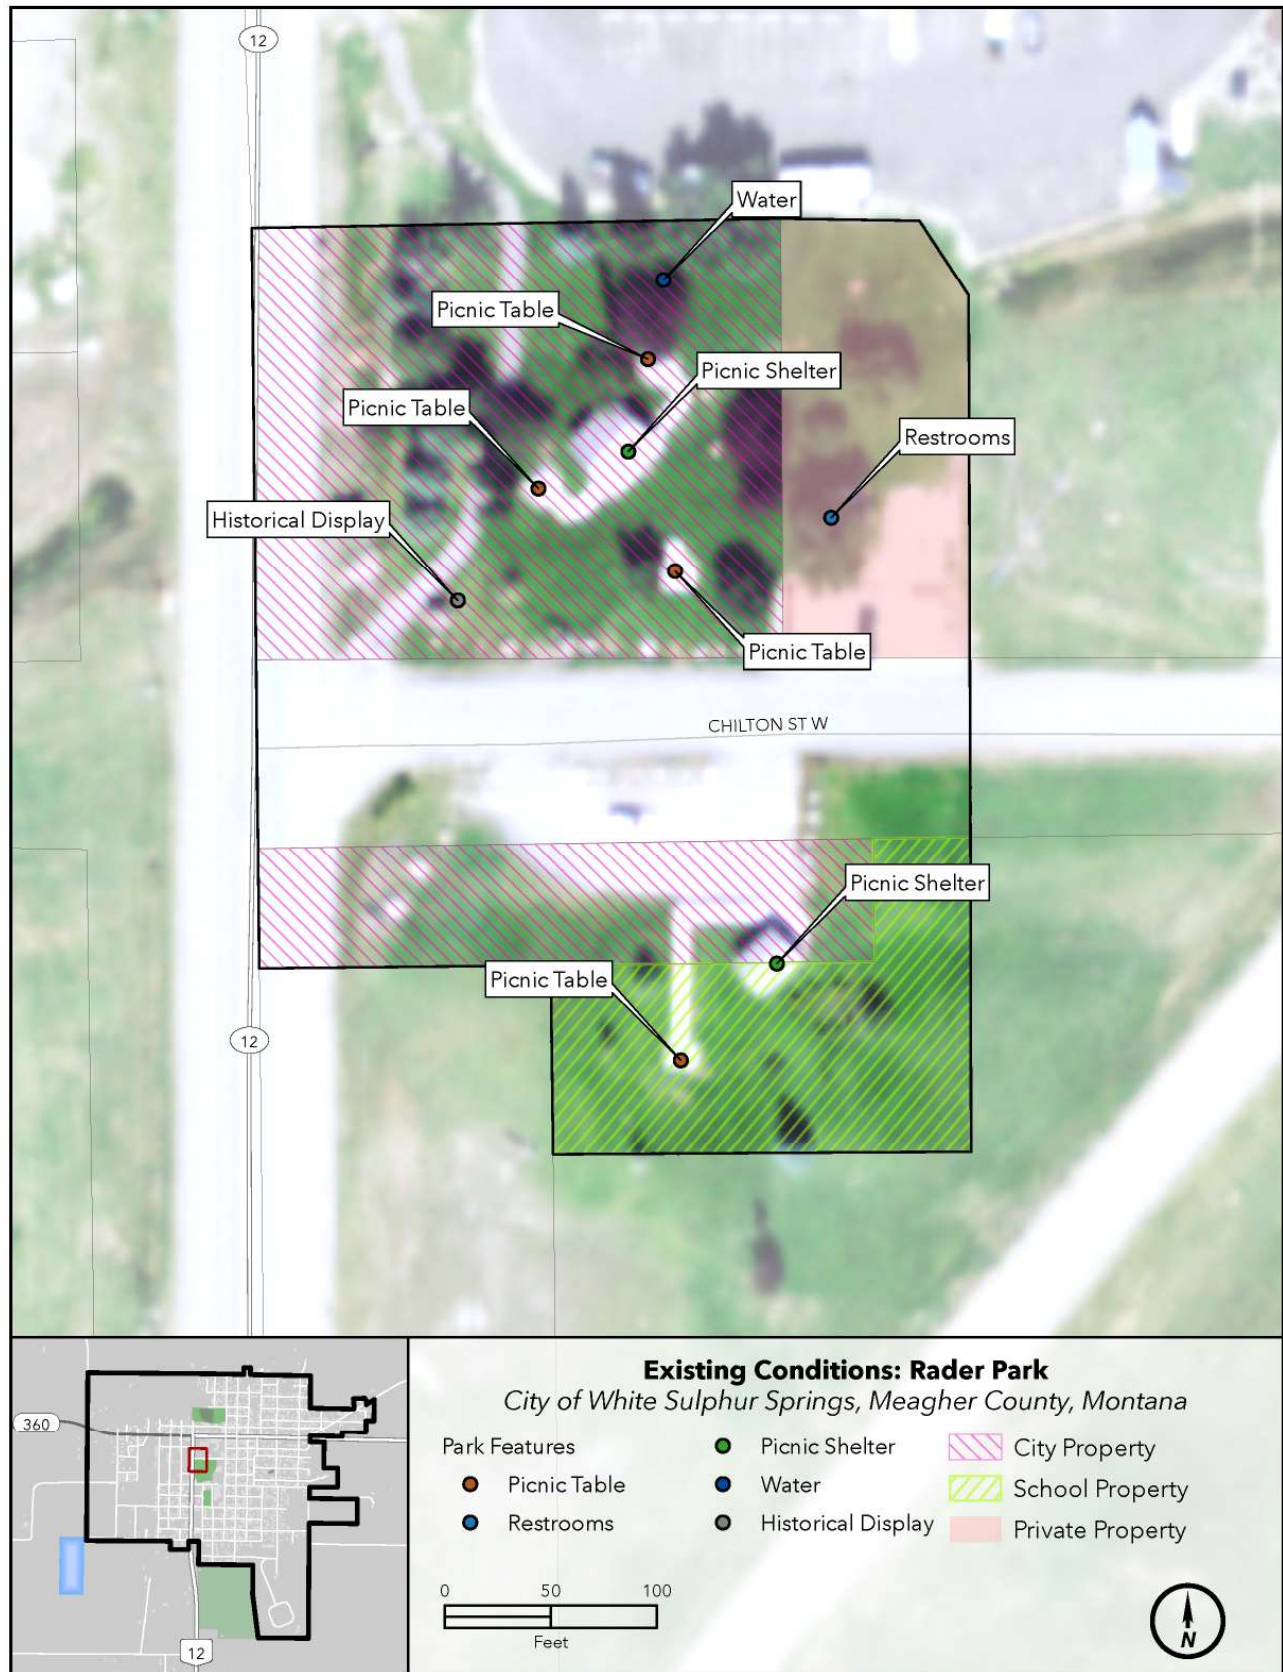 12
Water
Picnic Table
Picnic Shelter
Picnic Table
Restrooms
Historical Display
Picnic Table
CHILTON ST W
Picnic Shelter
Picnic Table
12
360
12
Existing Conditions: Rader Park
City of White Sulphur Springs, Meagher County, Montana
Park Features
Picnic Table
Restrooms
Picnic Shelter
Water
Historical Display
City Property
School Property
Private Property
0 50 100
Feet
N